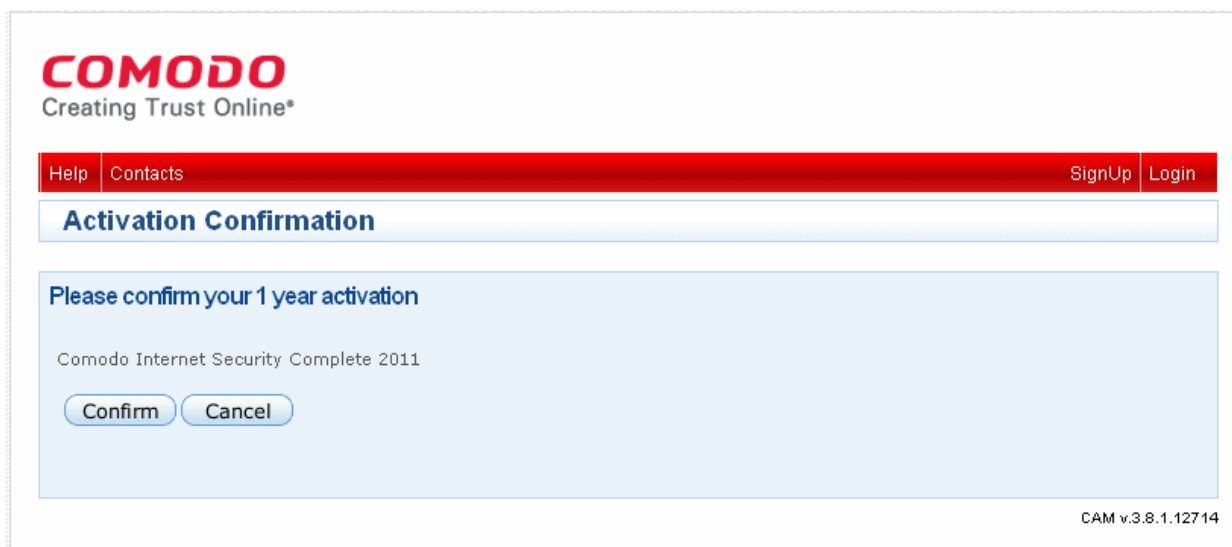 COMODO
Creating Trust Online®
Help Contacts SignUp Login
Activation Confirmation
Please confirm your 1 year activation
Comodo Internet Security Complete 2011
Confirm Cancel
CAM v.3.8.1.12714